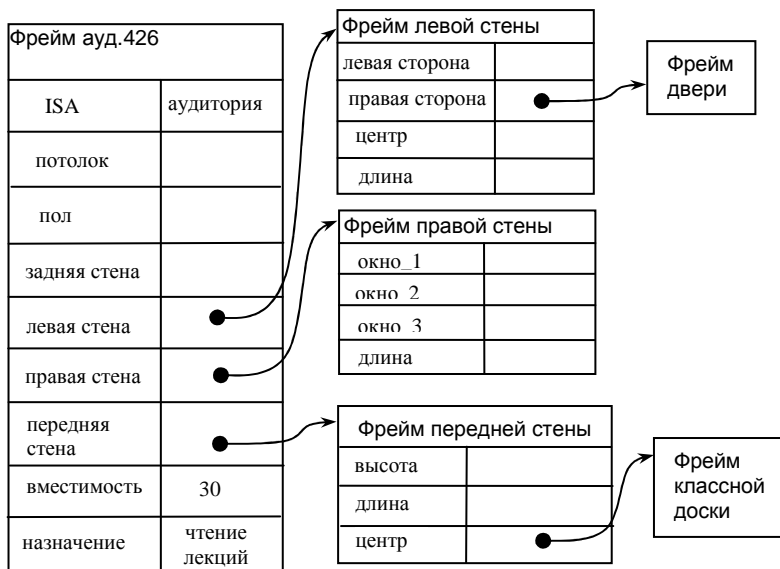 Фрейм ауд.426
ISA
аудитория
потолок
пол
задняя стена
левая стена
правая стена
передняя
стена
вместимость
30
назначение
чтение
лекций
Фрейм левой стены
левая сторона
правая сторона
центр
длина
Фрейм
двери
Фрейм правой стены
окно_1
окно_2
окно_3
длина
Фрейм передней стены
высота
длина
центр
Фрейм
классной
доски